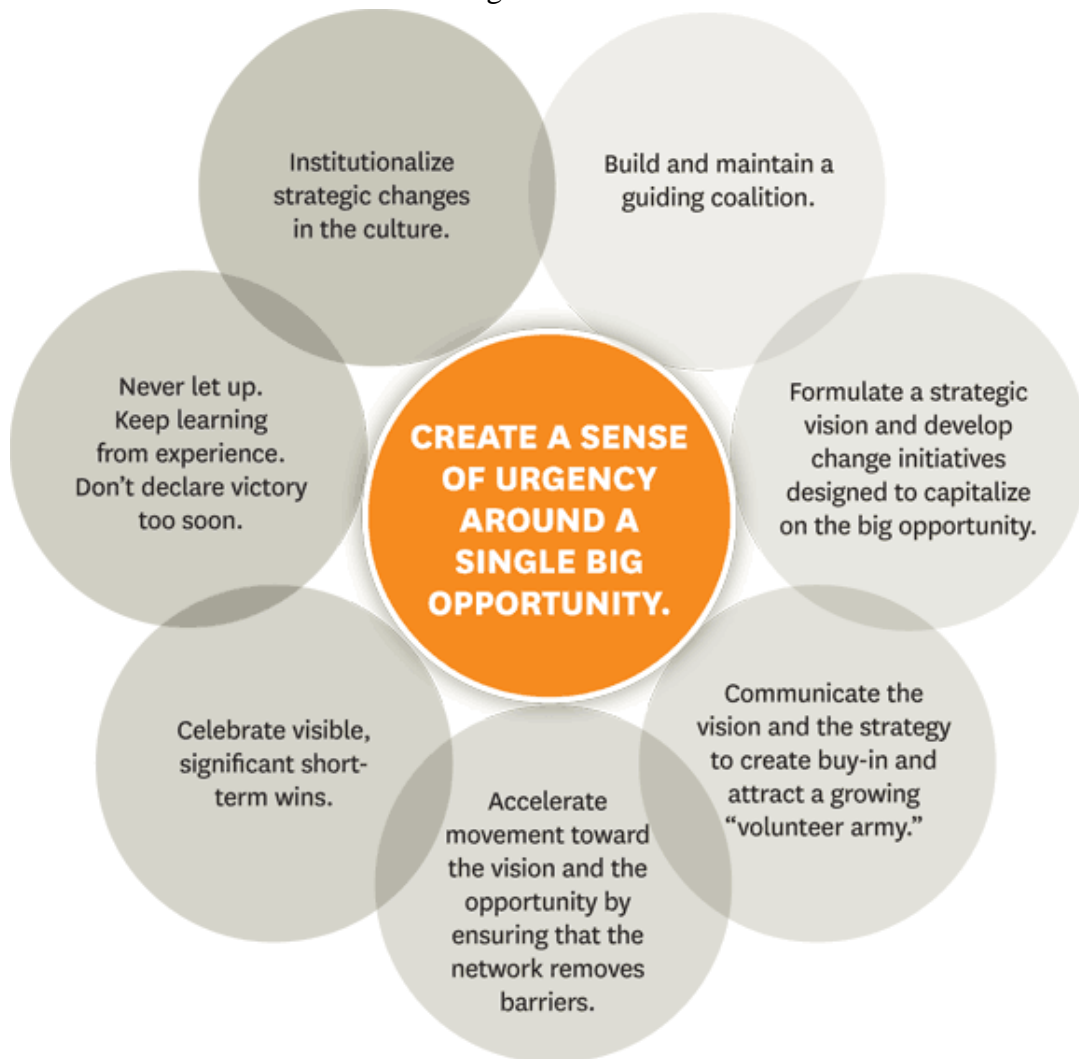 CREATE A SENSE
OF URGENCY
AROUND A
SINGLE BIG
OPPORTUNITY.
Build and maintain a
guiding coalition.
Formulate a strategic
vision and develop
change initiatives
designed to capitalize
on the big opportunity.
Communicate the
vision and the strategy
to create buy-in and
attract a growing
“volunteer army.”
Accelerate
movement toward
the vision and the
opportunity by
ensuring that the
network removes
barriers.
Celebrate visible,
significant short-
term wins.
Never let up.
Keep learning
from experience.
Don’t declare victory
too soon.
Institutionalize
strategic changes
in the culture.